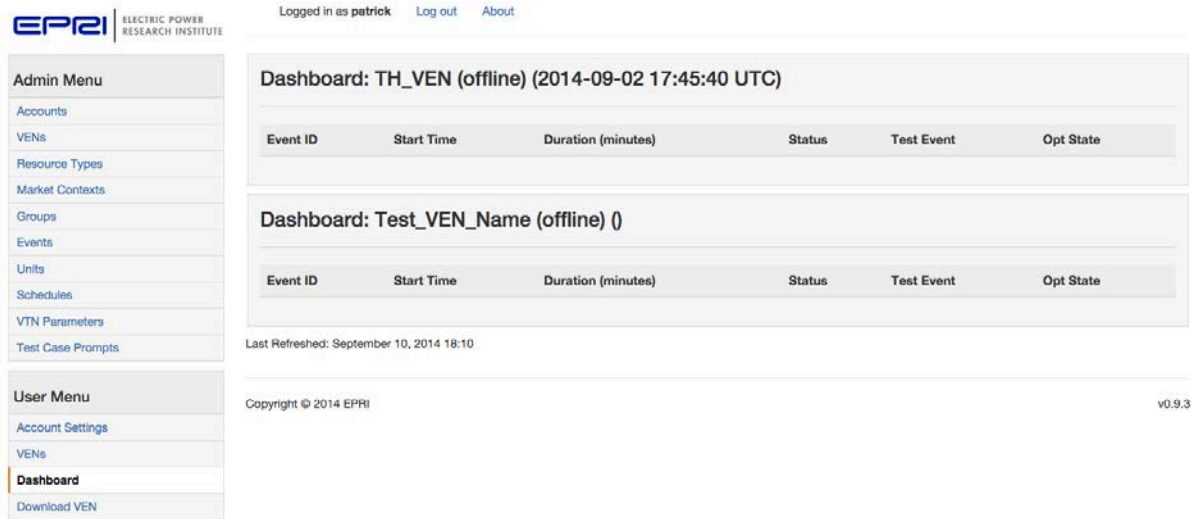 EPRI ELECTRIC POWER
RESEARCH INSTITUTE
Logged in as patrick Log out About
Admin Menu
Accounts
VENs
Resource Types
Market Contexts
Groups
Events
Units
Schedules
VTN Parameters
Test Case Prompts
User Menu
Account Settings
VENs
Dashboard
Download VEN
Dashboard: TH_VEN (offline) (2014-09-02 17:45:40 UTC)
Event ID Start Time Duration (minutes) Status Test Event Opt State
Dashboard: Test_VEN_Name (offline) ()
Event ID Start Time Duration (minutes) Status Test Event Opt State
Last Refreshed: September 10, 2014 18:10
Copyright © 2014 EPRI v0.9.3